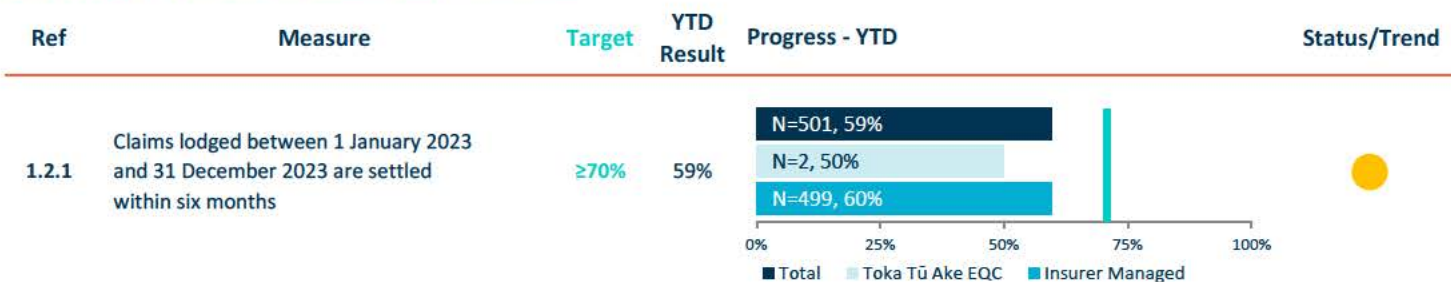 Ref Measure Target YTD Result Progress - YTD Status/Trend
1.2.1
Claims lodged between 1 January 2023
and 31 December 2023 are settled
within six months
≥70%
59%
N=501, 59%
N=2, 50%
N=499, 60%
0% 25% 50% 75% 100%
Total Toka Tū Ake EQC Insurer Managed